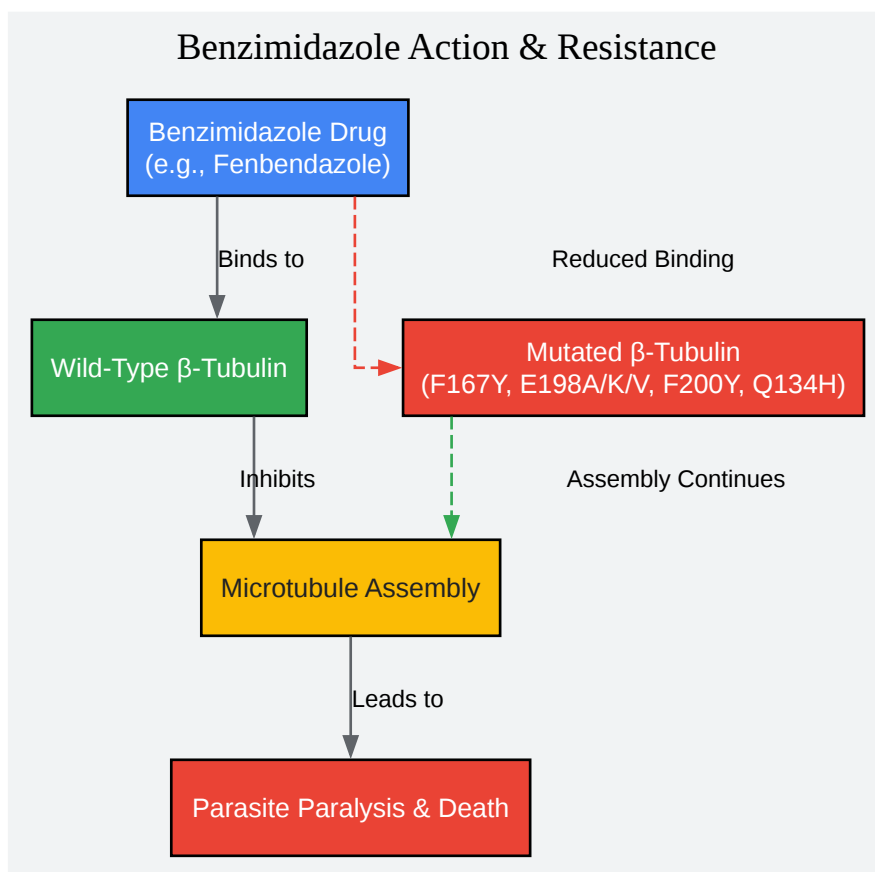 Benzimidazole Action & Resistance
Benzimidazole Drug
(e.g., Fenbendazole)
Binds to
Reduced Binding
Wild-Type β-Tubulin
Mutated β-Tubulin
(F167Y, E198A/K/V, F200Y, Q134H)
Inhibits
Assembly Continues
Microtubule Assembly
Leads to
Parasite Paralysis & Death